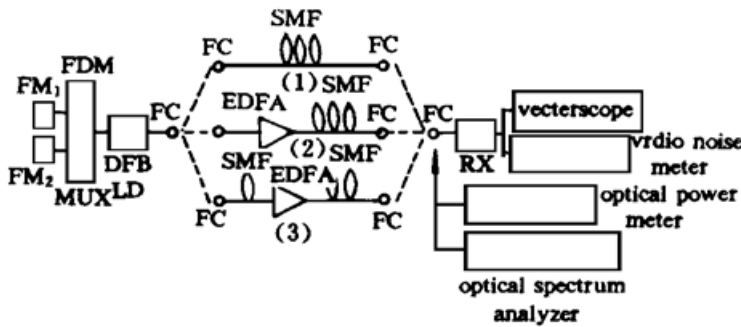 SMF
FC
FC
(1)
FDM
FM1
FC
EDFA
SMF
FC
(2)
DFB
LD
FM2
MUX
SMF
EDFA
SMF
FC
FC
(3)
RX
vecterscope
vrdio noise
meter
optical power
meter
optical spectrum
analyzer